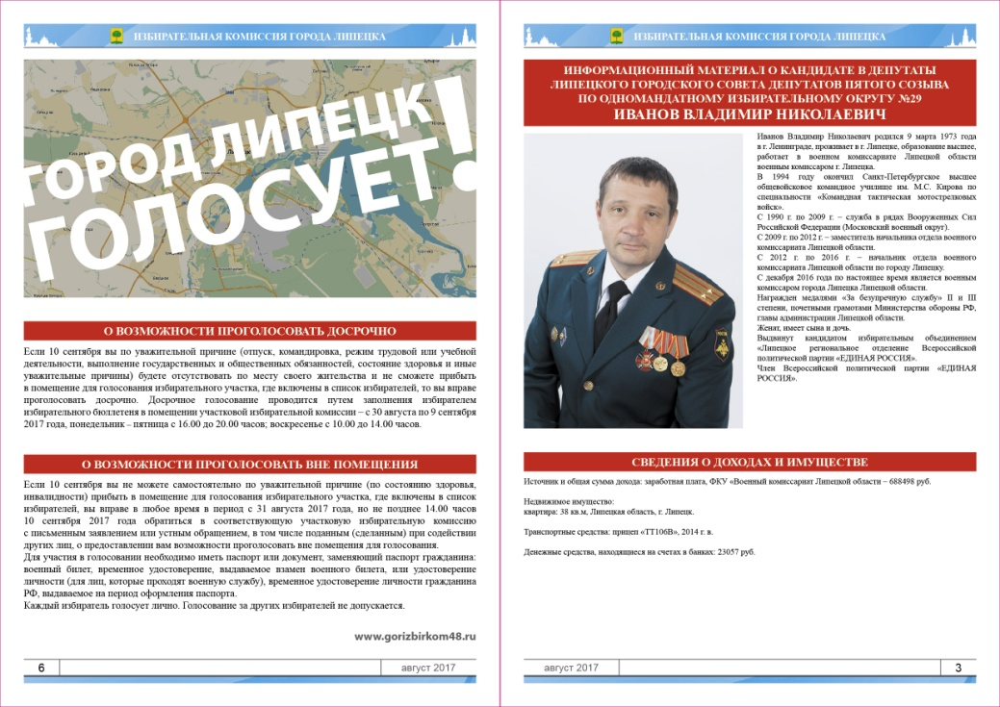 ИЗБИРАТЕЛЬНАЯ КОМИССИЯ ГОРОДА ЛИПЕЦКА
ГОРОД ЛИПЕЦК
ГОЛОСУЕТ!
О ВОЗМОЖНОСТИ ПРОГОЛОСОВАТЬ ДОСРОЧНО
Если 10 сентября вы по уважительной причине (отпуск, командировка, режим трудовой или учебной
деятельности, выполнение государственных и общественных обязанностей, состояние здоровья и иные
уважительные причины) будете отсутствовать по месту своего жительства и не сможете прибыть
в помещение для голосования избирательного участка, где включены в список избирателей, то вы вправе
проголосовать досрочно. Досрочное голосование проводится путем заполнения избирателем
избирательного бюллетеня в помещении участковой избирательной комиссии – с 30 августа по 9 сентября
2017 года, понедельник – пятница с 16.00 до 20.00 часов; воскресенье с 10.00 до 14.00 часов.
О ВОЗМОЖНОСТИ ПРОГОЛОСОВАТЬ ВНЕ ПОМЕЩЕНИЯ
Если 10 сентября вы не можете самостоятельно по уважительной причине (по состоянию здоровья,
инвалидности) прибыть в помещение для голосования избирательного участка, где включены в список
избирателей, вы вправе в любое время в период с 31 августа 2017 года, но не позднее 14.00 часов
10 сентября 2017 года обратиться в соответствующую участковую избирательную комиссию
с письменным заявлением или устным обращением, в том числе поданным (сделанным) при содействии
других лиц, о предоставлении вам возможности проголосовать вне помещения для голосования.
Для участия в голосовании необходимо иметь паспорт или документ, заменяющий паспорт гражданина:
военный билет, временное удостоверение, выдаваемое взамен военного билета, или удостоверение
личности (для лиц, которые проходят военную службу), временное удостоверение личности гражданина
РФ, выдаваемое на период оформления паспорта.
Каждый избиратель голосует лично. Голосование за других избирателей не допускается.
www.gorizbirkom48.ru
6
август 2017
ИЗБИРАТЕЛЬНАЯ КОМИССИЯ ГОРОДА ЛИПЕЦКА
ИНФОРМАЦИОННЫЙ МАТЕРИАЛ О КАНДИДАТЕ В ДЕПУТАТЫ
ЛИПЕЦКОГО ГОРОДСКОГО СОВЕТА ДЕПУТАТОВ ПЯТОГО СОЗЫВА
ПО ОДНОМАНДАТНОМУ ИЗБИРАТЕЛЬНОМУ ОКРУГУ №29
ИВАНОВ ВЛАДИМИР НИКОЛАЕВИЧ
Иванов Владимир Николаевич родился 9 марта 1973 года
в г. Ленинграде, проживает в г. Липецке, образование высшее,
работает в военном комиссариате Липецкой области
военным комиссаром г. Липецка.
В 1994 году окончил Санкт-Петербургское высшее
общевойсковое командное училище им. М.С. Кирова по
специальности «Командная тактическая мотострелковых
войск».
С 1990 г. по 2009 г. – служба в рядах Вооруженных Сил
Российской Федерации (Московский военный округ).
С 2009 г. по 2012 г. – заместитель начальника отдела военного
комиссариата Липецкой области.
С 2012 г. по 2016 г. – начальник отдела военного
комиссариата Липецкой области по городу Липецку.
С декабря 2016 года по настоящее время является военным
комиссаром города Липецка Липецкой области.
Награжден медалями «За безупречную службу» II и III
степени, почетными грамотами Министерства обороны РФ,
главы администрации Липецкой области.
Женат, имеет сына и дочь.
Выдвинут кандидатом избирательным объединением
«Липецкое региональное отделение Всероссийской
политической партии «ЕДИНАЯ РОССИЯ».
Член Всероссийской политической партии «ЕДИНАЯ
РОССИЯ».
СВЕДЕНИЯ О ДОХОДАХ И ИМУЩЕСТВЕ
Источник и общая сумма дохода: заработная плата, ФКУ «Военный комиссариат Липецкой области – 688498 руб.
Недвижимое имущество:
квартира: 38 кв.м, Липецкая область, г. Липецк.
Транспортные средства: прицеп «ТТ106В», 2014 г. в.
Денежные средства, находящиеся на счетах в банках: 23057 руб.
август 2017
3